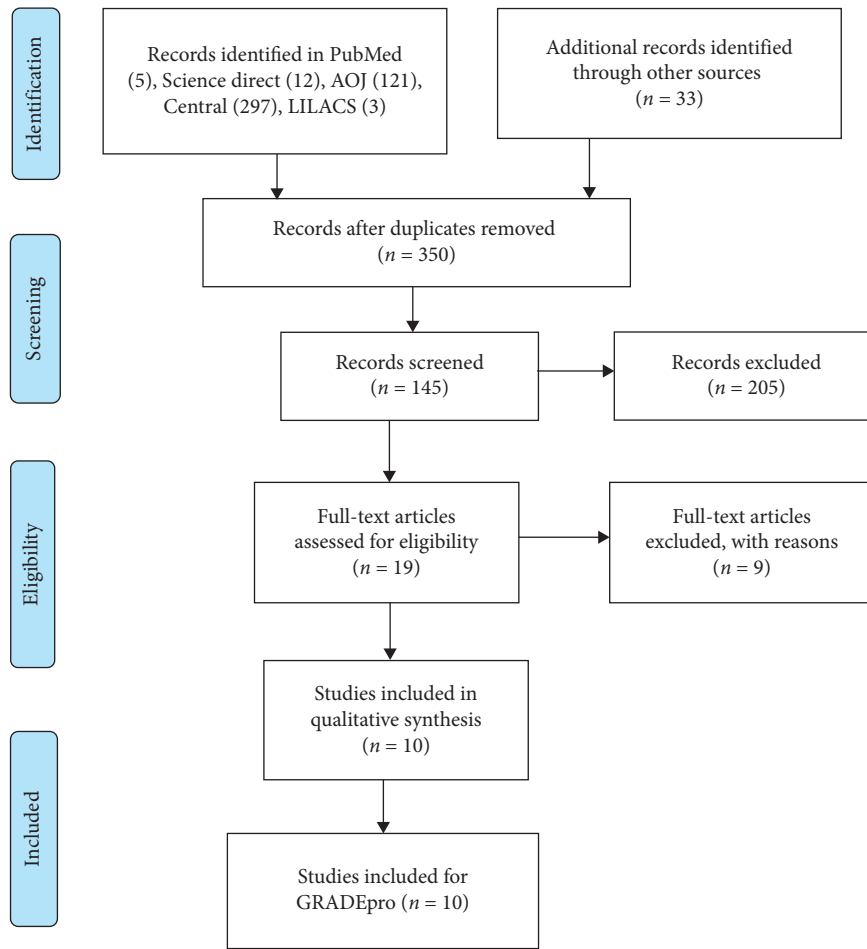 Identification
Records identified in PubMed
(5), Science direct (12), AOJ (121),
Central (297), LILACS (3)
Additional records identified
through other sources
(n = 33)
Records after duplicates removed
(n = 350)
Screening
Records screened
(n = 145)
Records excluded
(n = 205)
Eligibility
Full-text articles
assessed for eligibility
(n = 19)
Full-text articles
excluded, with reasons
(n = 9)
Studies included in
qualitative synthesis
(n = 10)
Included
Studies included for
GRADEpro (n = 10)